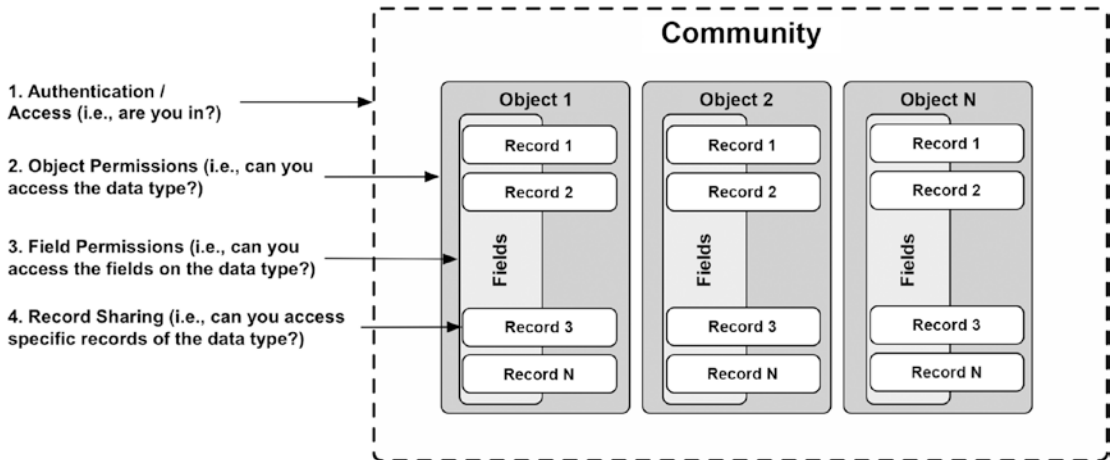 Community
1. Authentication /
Access (i.e., are you in?)
2. Object Permissions (i.e., can you
access the data type?)
3. Field Permissions (i.e., can you
access the fields on the data type?)
4. Record Sharing (i.e., can you access
specific records of the data type?)
Object 1
Record 1
Record 2
Fields
Record 3
Record N
Object 2
Record 1
Record 2
Fields
Record 3
Record N
Object N
Record 1
Record 2
Fields
Record 3
Record N